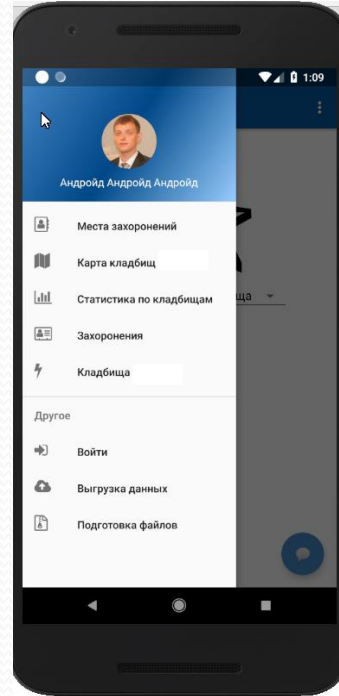 1:09
Андройд Андройд Андройд
Места захоронений
Карта кладбищ
Статистика по кладбищам
ща
Захоронения
Кладбища
Другое
Войти
Выгрузка данных
Подготовка файлов